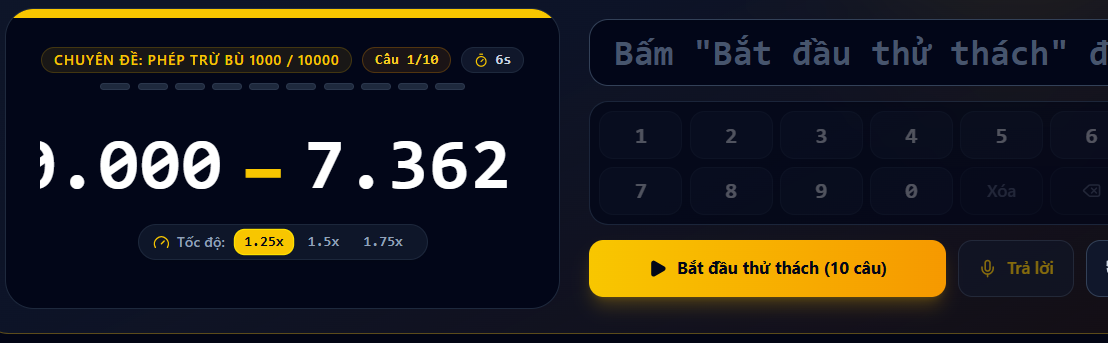 CHUYÊN ĐỀ: PHÉP TRỪ BÙ 1000 / 10000
Câu 1/10
6s
0.000 – 7.362
Tốc độ: 1.25x 1.5x 1.75x
Bấm "Bắt đầu thử thách" đ
1 2 3 4 5 6
7 8 9 0 Xóa
Bắt đầu thử thách (10 câu)
Trả lời